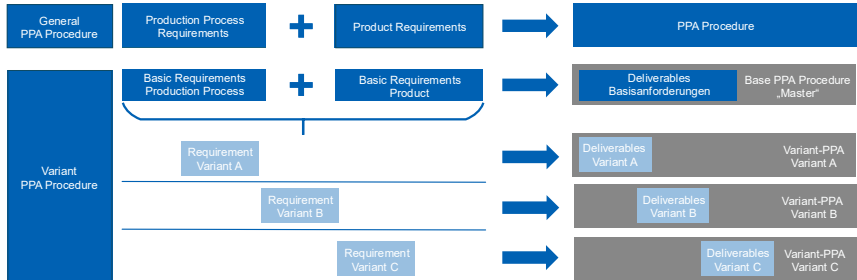 General
PPA Procedure
Production Process
Requirements
+
Product Requirements
PPA Procedure
Variant
PPA Procedure
Basic Requirements
Production Process
+
Basic Requirements
Product
Deliverables
Basisanforderungen
Base PPA Procedure
„Master“
Requirement
Variant A
Deliverables
Variant A
Variant-PPA
Variant A
Requirement
Variant B
Deliverables
Variant B
Variant-PPA
Variant B
Requirement
Variant C
Deliverables
Variant C
Variant-PPA
Variant C